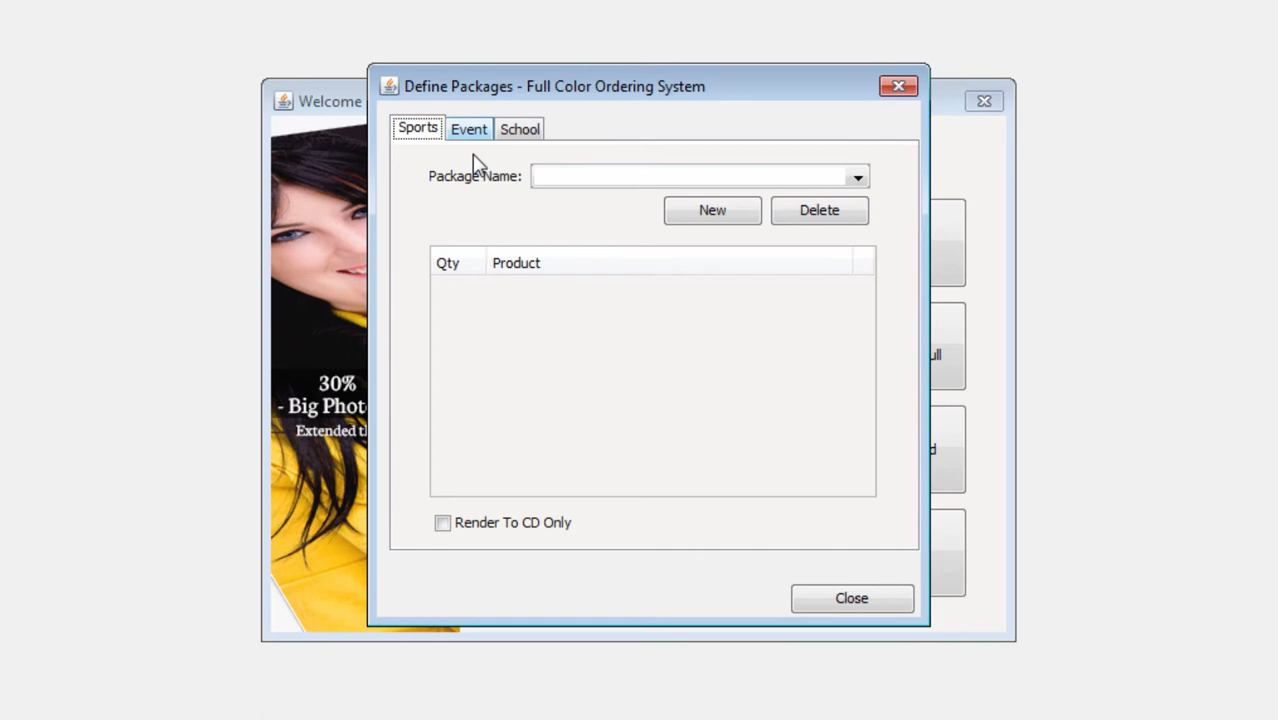 Define Packages - Full Color Ordering System
Welcome
Sports Event School
Package Name:
New Delete
Qty Product
30%
- Big Phot
Extended t
ull
d
Render To CD Only
Close